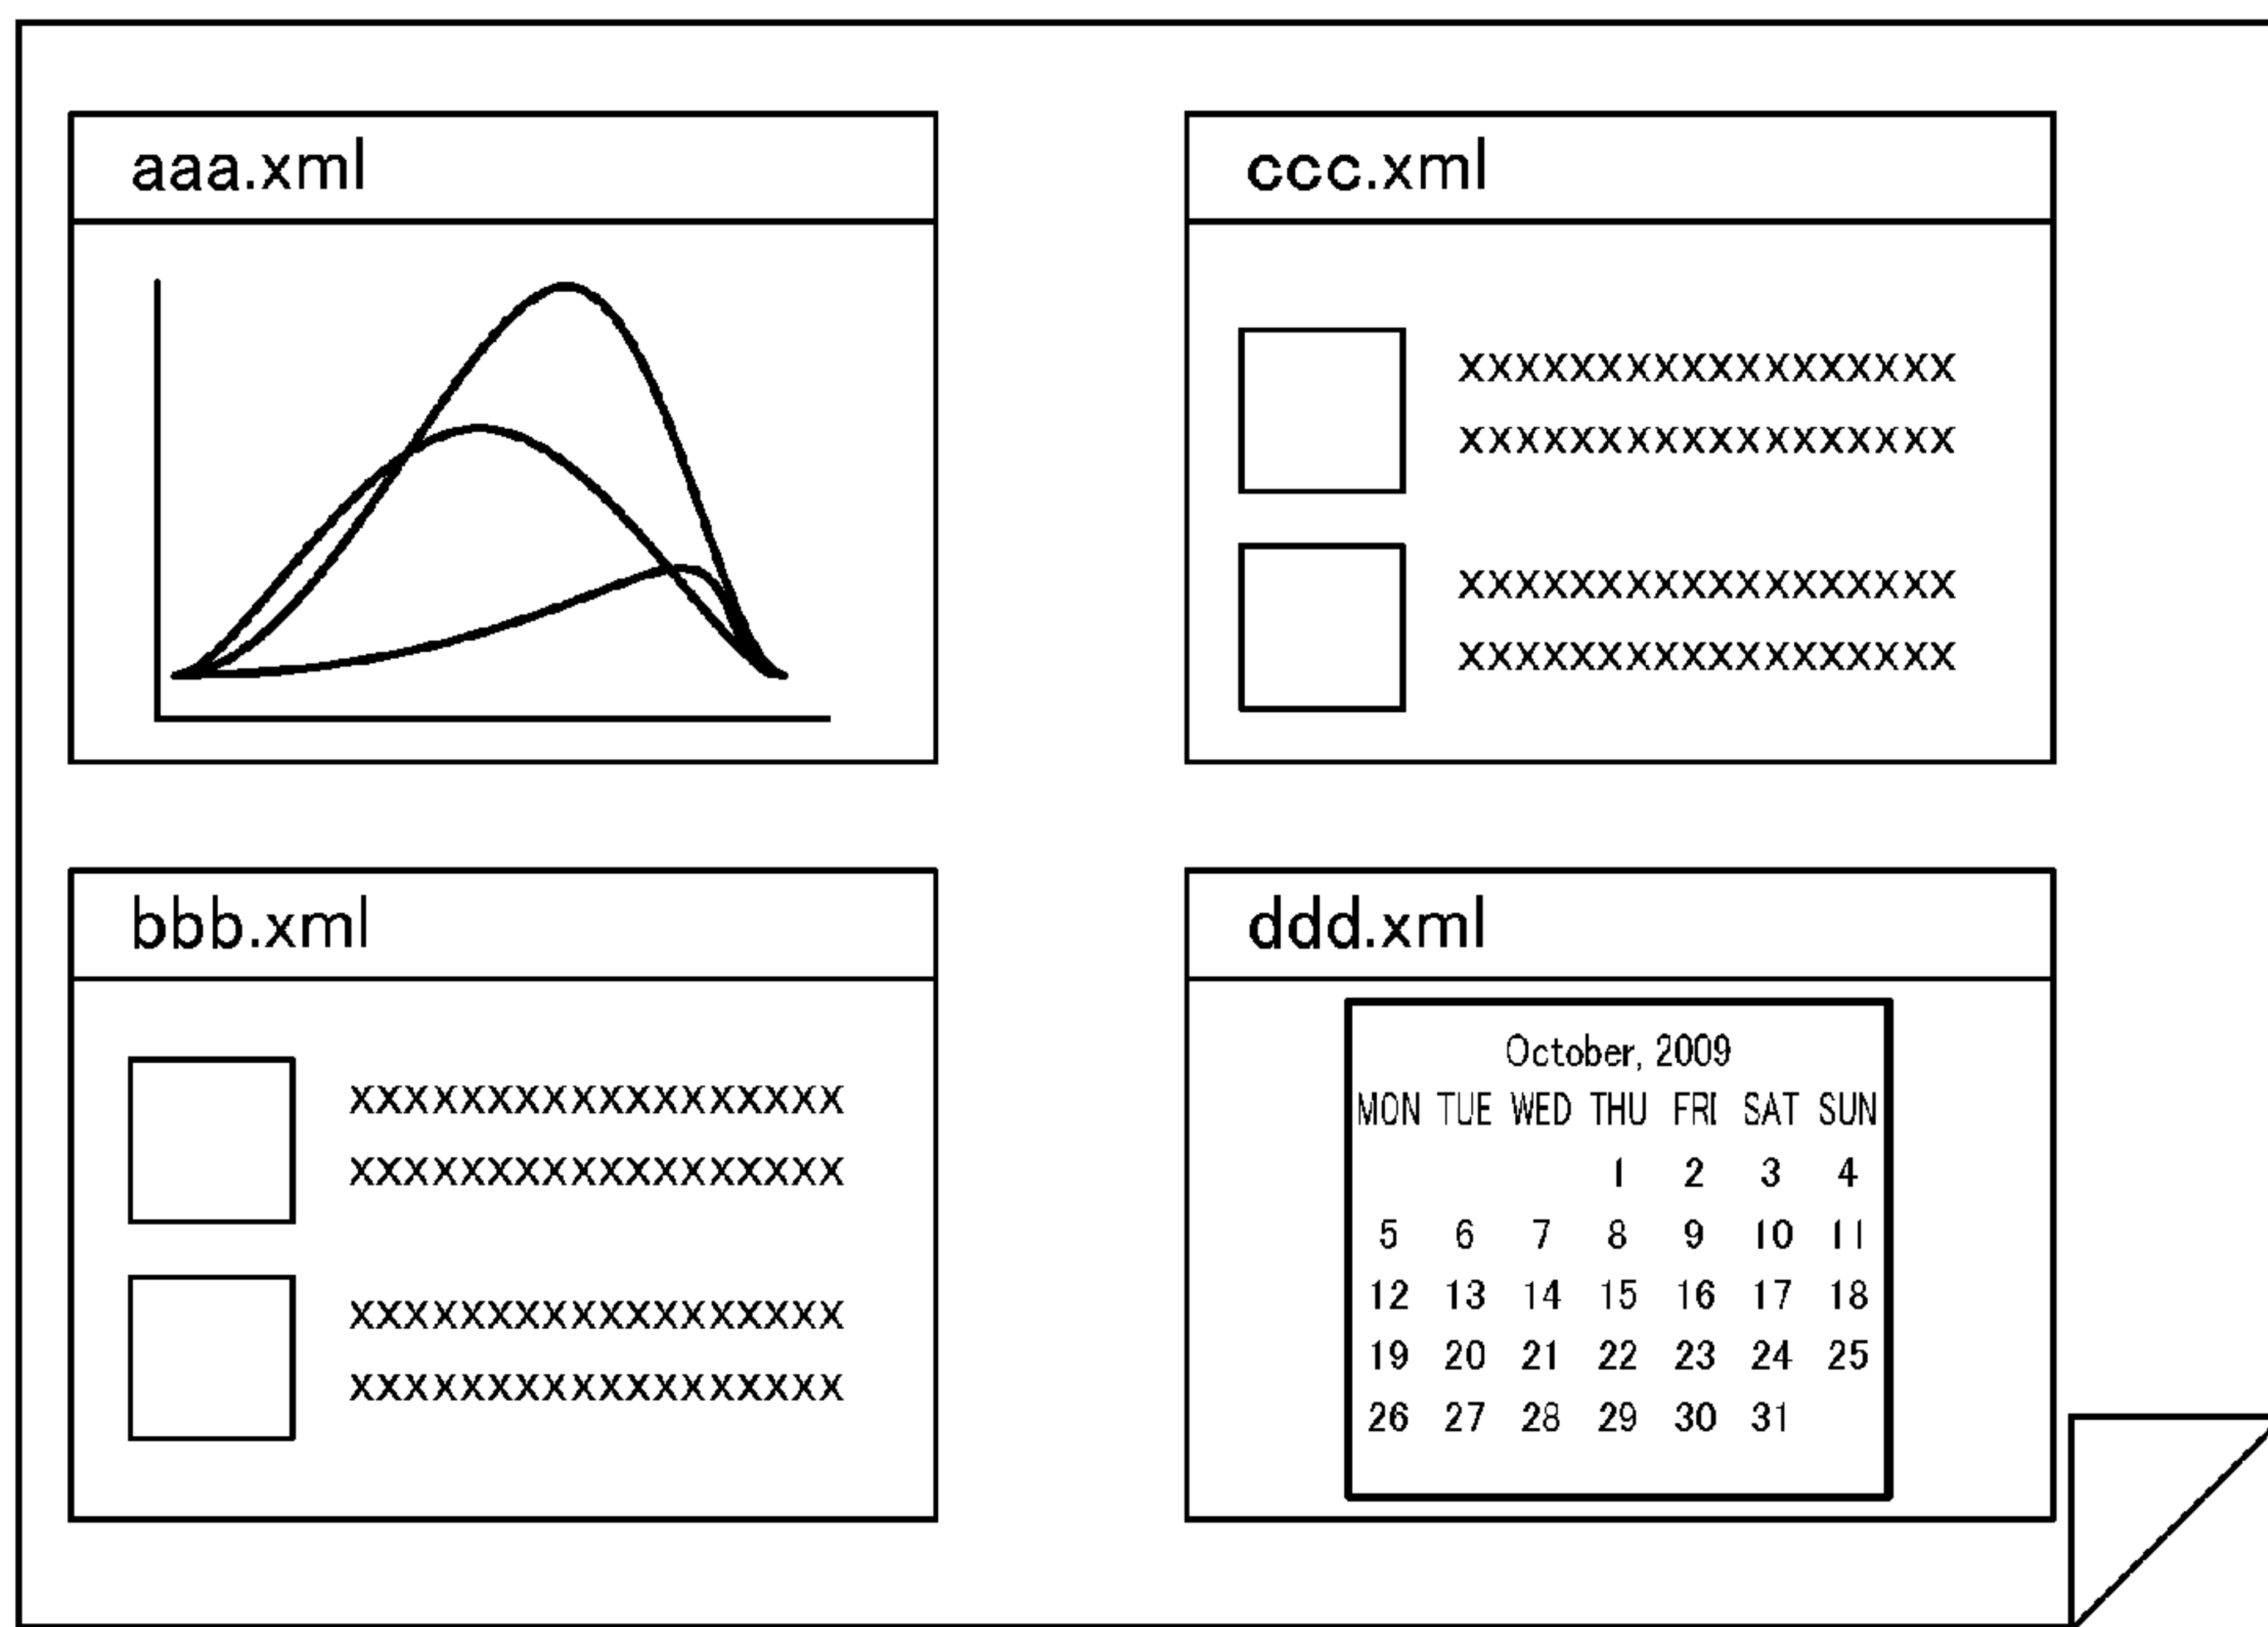 aaa.xml
ccc.xml
xxxxxxxxxxxxxxxxxx
xxxxxxxxxxxxxxxxxx
xxxxxxxxxxxxxxxxxx
xxxxxxxxxxxxxxxxxx
bbb.xml
xxxxxxxxxxxxxxxxxx
xxxxxxxxxxxxxxxxxx
xxxxxxxxxxxxxxxxxx
xxxxxxxxxxxxxxxxxx
ddd.xml
October, 2009
MON TUE WED THU FRI SAT SUN
1 2 3 4
5 6 7 8 9 10 11
12 13 14 15 16 17 18
19 20 21 22 23 24 25
26 27 28 29 30 31